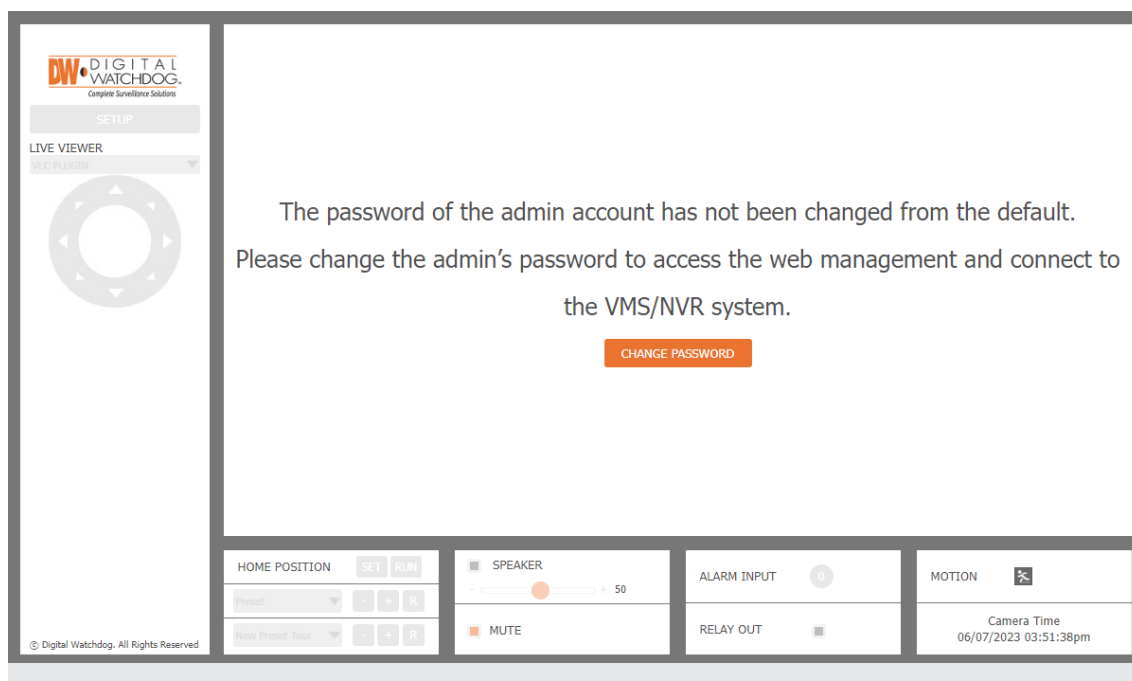 DW DIGITAL
WATCHDOG®
Complete Surveillance Solutions
SETUP
LIVE VIEWER
VLC PLUGIN
The password of the admin account has not been changed from the default.
Please change the admin’s password to access the web management and connect to
the VMS/NVR system.
CHANGE PASSWORD
HOME POSITION SET RUN
Preset - + R
New Preset Tour - + R
SPEAKER
- + 50
MUTE
ALARM INPUT 0
RELAY OUT
MOTION
Camera Time
06/07/2023 03:51:38pm
© Digital Watchdog. All Rights Reserved